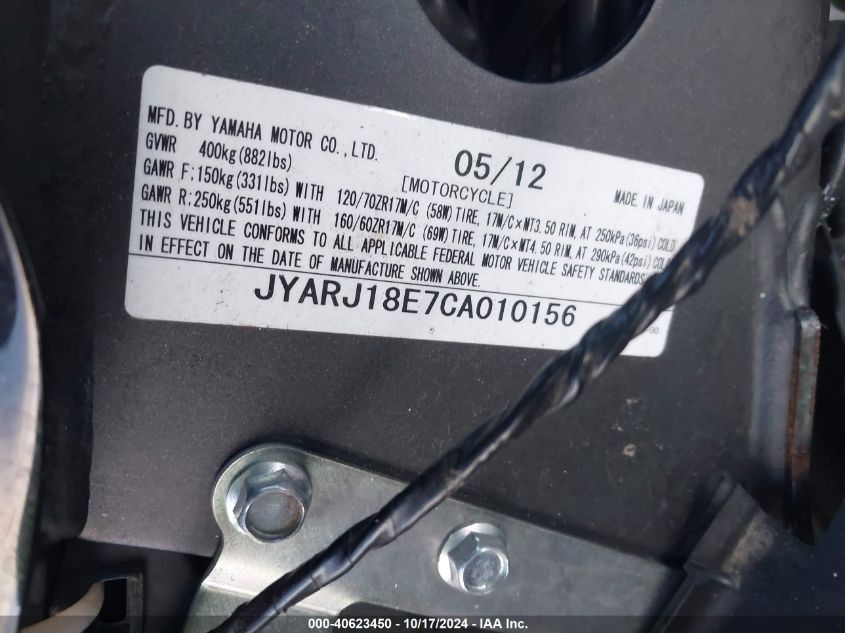 MFD. BY YAMAHA MOTOR CO., LTD. 05/12
GVWR 400kg(882lbs) [MOTORCYCLE] MADE IN JAPAN
GAWR F:150kg(331lbs) WITH 120/70ZR17M/C (58W) TIRE, 17M/C×MT3.50 RIM, AT 250kPa(36psi) COLD
GAWR R:250kg(551lbs) WITH 160/60ZR17M/C (69W) TIRE, 17M/C×MT4.50 RIM, AT 290kPa(42psi) COLD
THIS VEHICLE CONFORMS TO ALL APPLICABLE FEDERAL MOTOR VEHICLE SAFETY STANDARDS
IN EFFECT ON THE DATE OF MANUFACTURE SHOWN ABOVE.
JYARJ18E7CA010156
000-40623450 - 10/17/2024 - IAA, Inc.